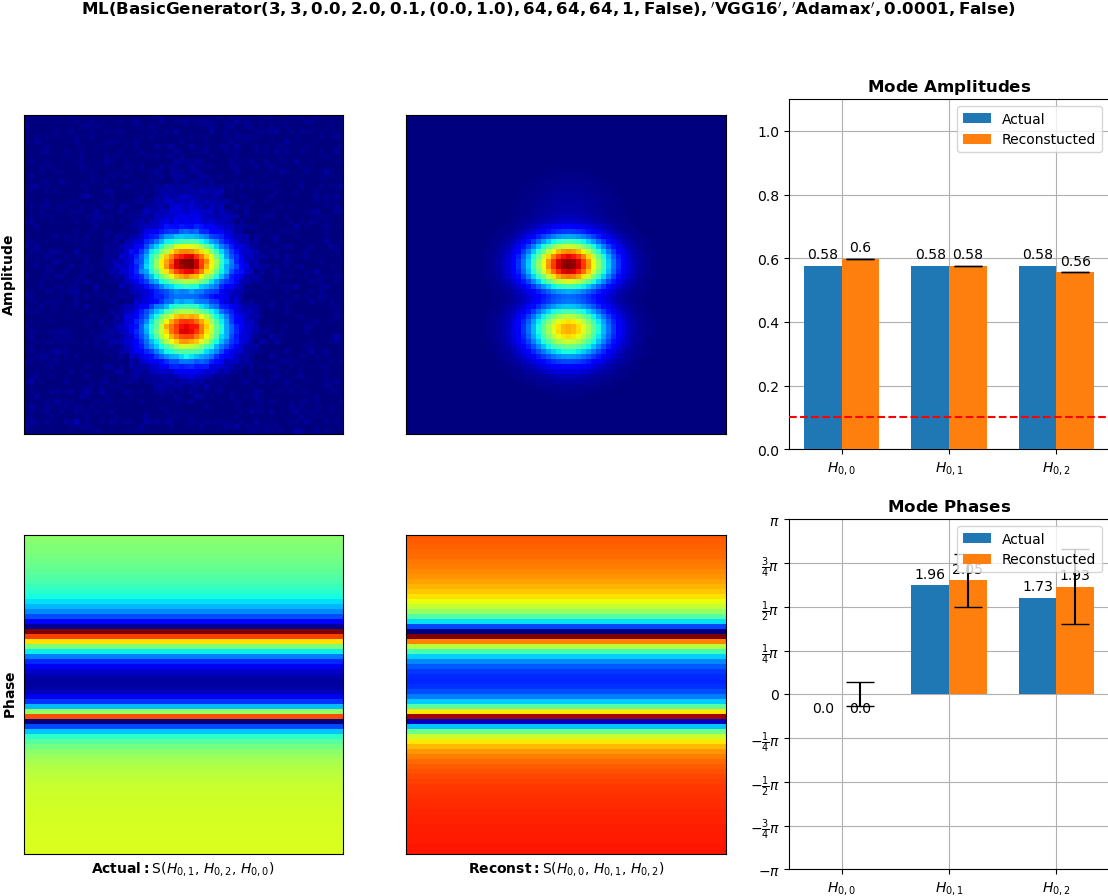 ML(BasicGenerator(3, 3, 0.0, 2.0, 0.1, (0.0, 1.0), 64, 64, 64, 1, False), 'VGG16', 'Adamax', 0.0001, False)
Amplitude
Mode Amplitudes
Actual
Reconstucted
1.0
0.8
0.6
0.4
0.2
0.0
0.58 0.6 0.58 0.58 0.58 0.56
H0,0 H0,1 H0,2
Phase
Actual: S(H0,1, H0,2, H0,0)
Reconst: S(H0,0, H0,1, H0,2)
Mode Phases
Actual
Reconstucted
π
3/4π
1/2π
1/4π
0
−1/4π
−1/2π
−3/4π
−π
0.0 0.0 1.96 2.05 1.73 1.93
H0,0 H0,1 H0,2